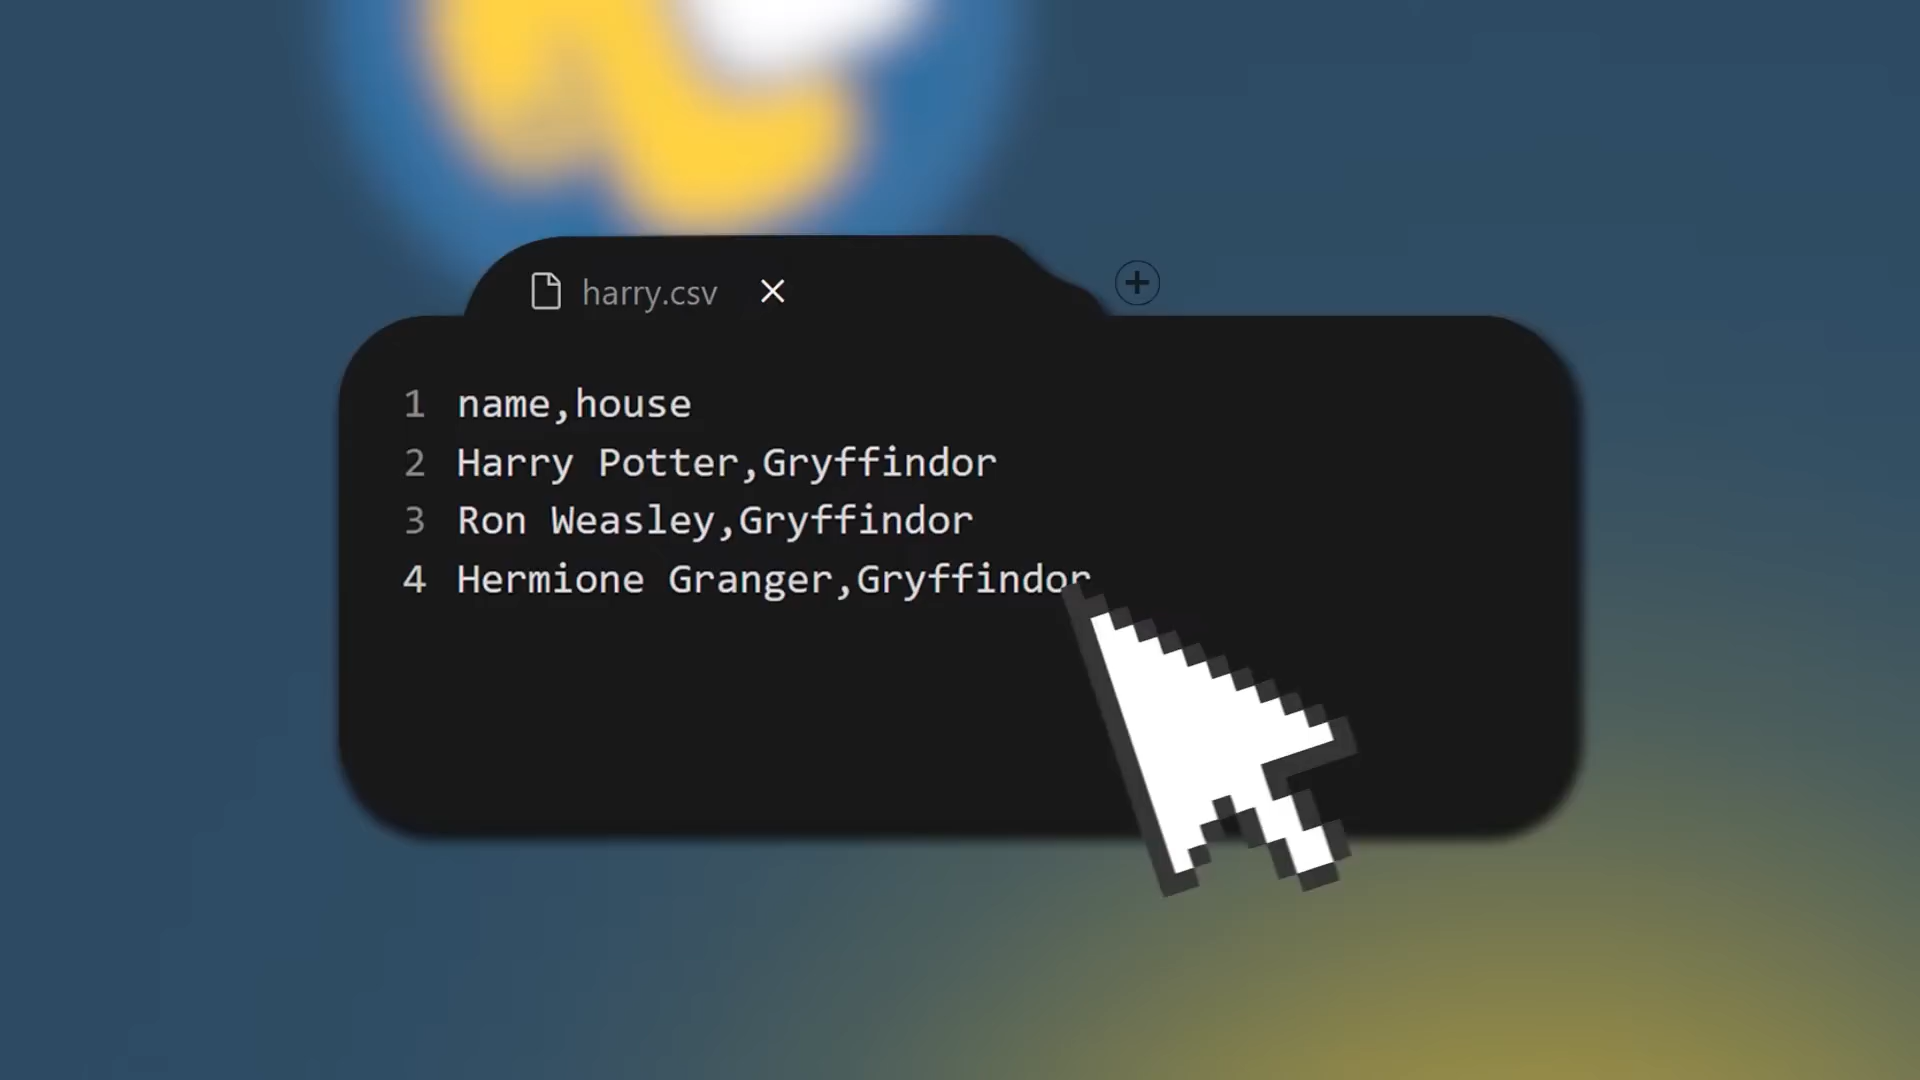 harry.csv
1 name,house
2 Harry Potter,Gryffindor
3 Ron Weasley,Gryffindor
4 Hermione Granger,Gryffindor